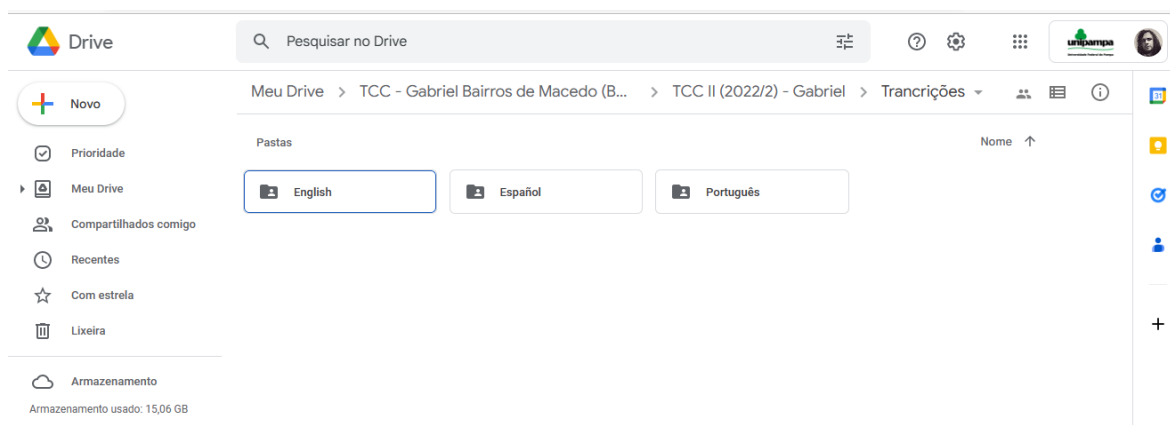 Drive
Pesquisar no Drive
unipampa
Novo
Meu Drive > TCC - Gabriel Bairros de Macedo (B... > TCC II (2022/2) - Gabriel > Trancrições
31
Prioridade
Pastas
Nome
Meu Drive
English
Español
Português
Compartilhados comigo
Recentes
Com estrela
Lixeira
Armazenamento
Armazenamento usado: 15,06 GB